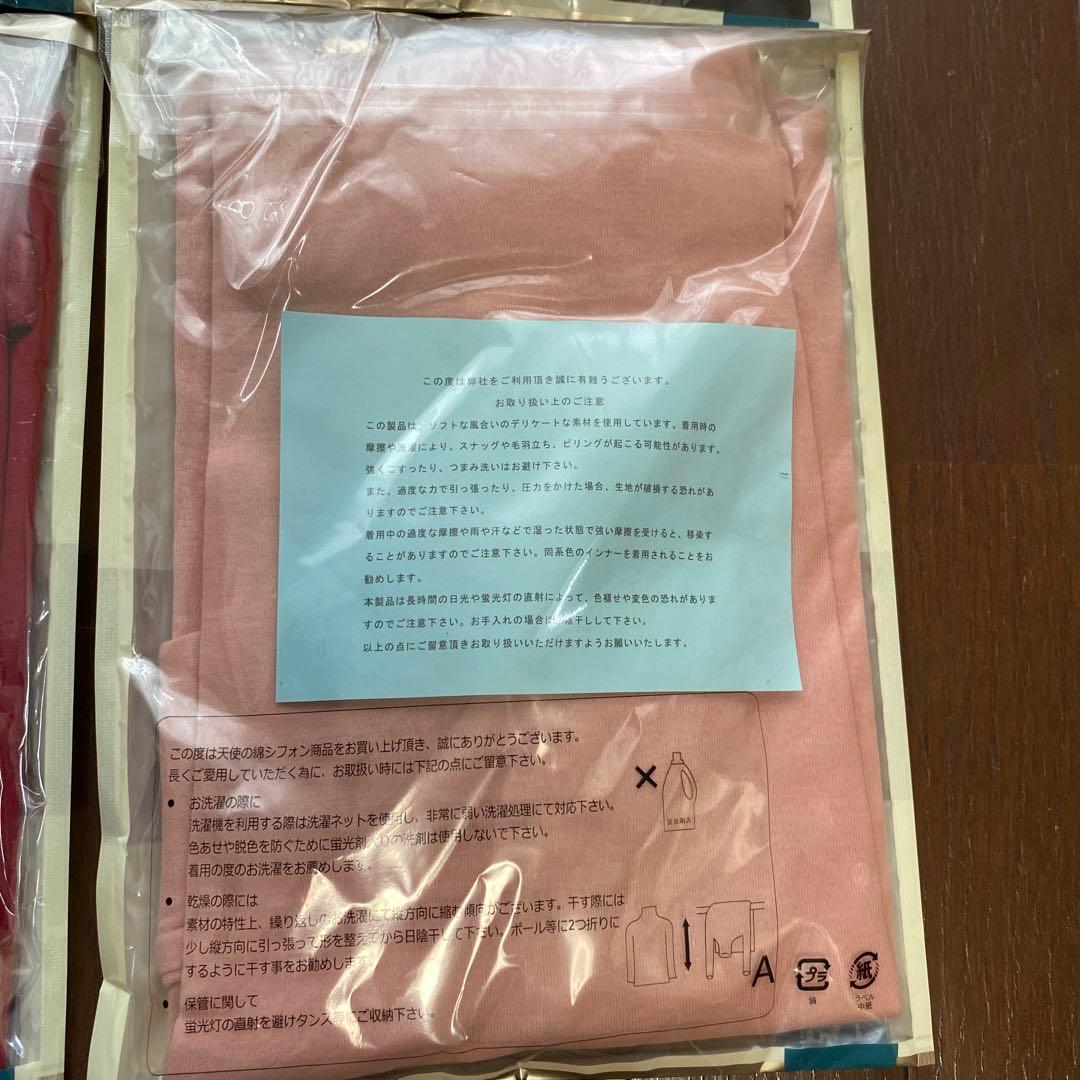 この度は弊社をご利用頂き誠に有難うございます。
お取り扱い上のご注意
この製品は、ソフトな風合いのデリケートな素材を使用しています。着用時の
摩擦や洗濯により、スナッグや毛羽立ち、ピリングが起こる可能性があります。
強くこすったり、つまみ洗いはお避け下さい。
また、過度な力で引っ張ったり、圧力をかけた場合、生地が破損する恐れがあ
りますのでご注意下さい。
着用中の過度な摩擦や雨や汗などで湿った状態で強い摩擦を受けると、移染す
ることがありますのでご注意下さい。同系色のインナーを着用されることをお
勧めします。
本製品は長時間の日光や蛍光灯の直射によって、色褪せや変色の恐れがありま
すのでご注意下さい。お手入れの場合は陰干しして下さい。
以上の点にご留意頂きお取り扱いいただけますようお願いいたします。
この度は天使の綿シフォン商品をお買い上げ頂き、誠にありがとうございます。
長くご愛用していただく為に、お取扱い時には下記の点にご留意下さい。
● お洗濯の際に
洗濯機を利用する際は洗濯ネットを使用し、非常に弱い洗濯処理にて対応下さい。
色あせや脱色を防ぐために蛍光剤入りの洗剤は使用しないで下さい。
着用の度のお洗濯をお薦めします。
蛍光剤入
● 乾燥の際には
素材の特性上、繰り返しのお洗濯にて縦方向に縮む傾向がございます。干す際には
少し縦方向に引っ張って形を整えてから日陰干して下さい。ポール等に2つ折りに
するように干す事をお勧めします。
● 保管に関して
蛍光灯の直射を避けタンス等にご収納下さい。
A
プラ
袋
紙
ラベル
中紙